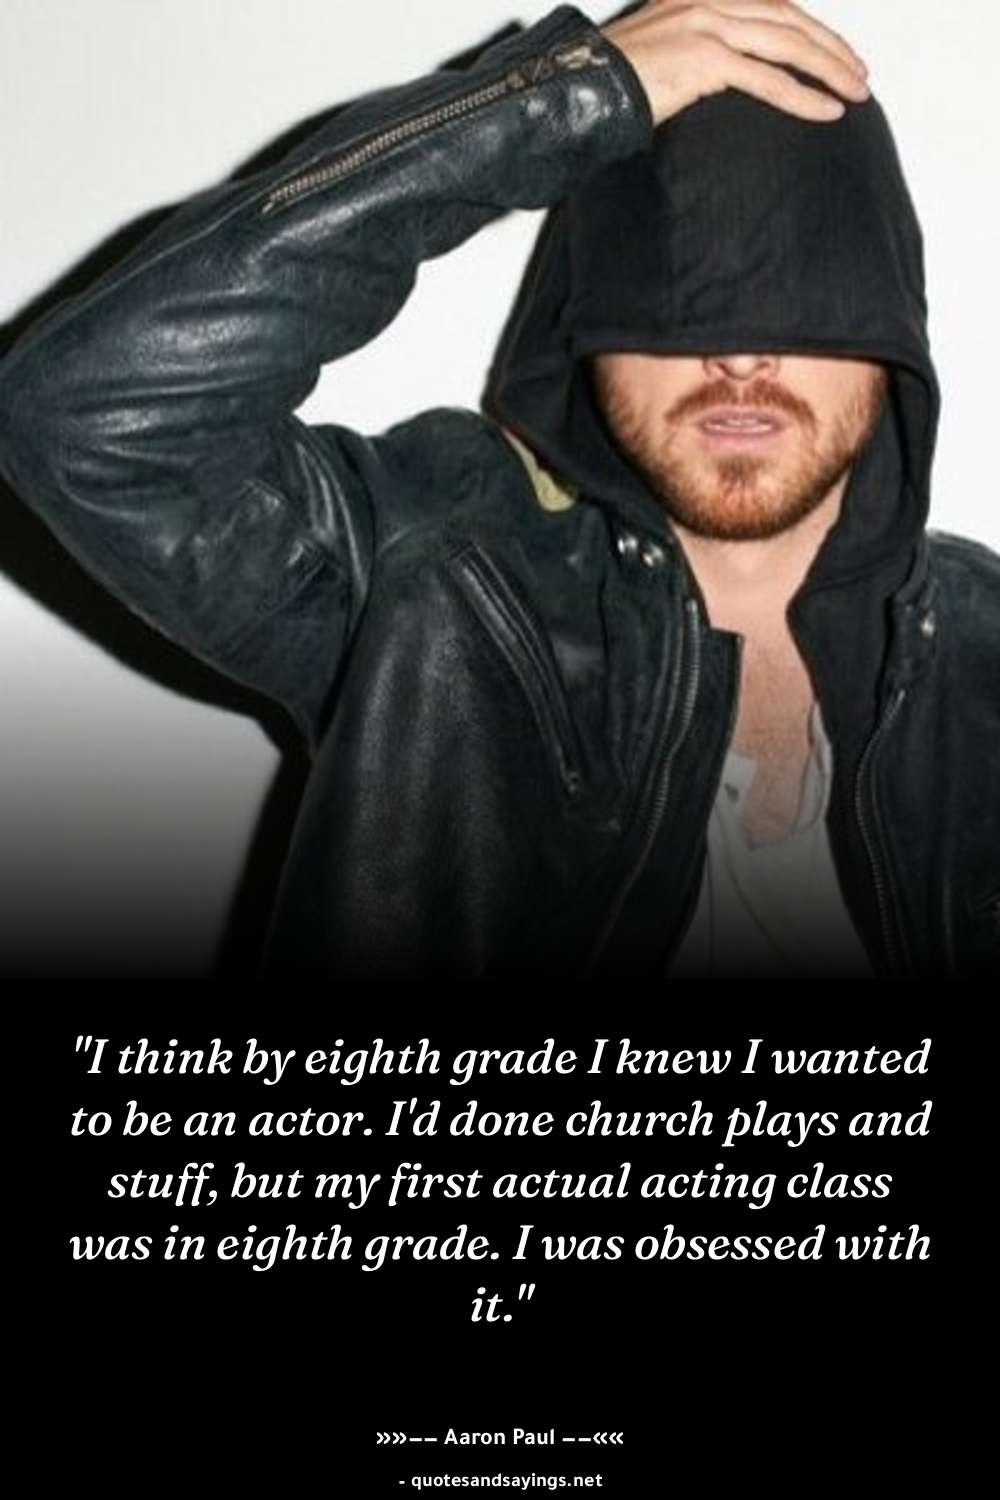 "I think by eighth grade I knew I wanted
to be an actor. I'd done church plays and
stuff, but my first actual acting class
was in eighth grade. I was obsessed with
it."
»»−− Aaron Paul −−««
- quotesandsayings.net